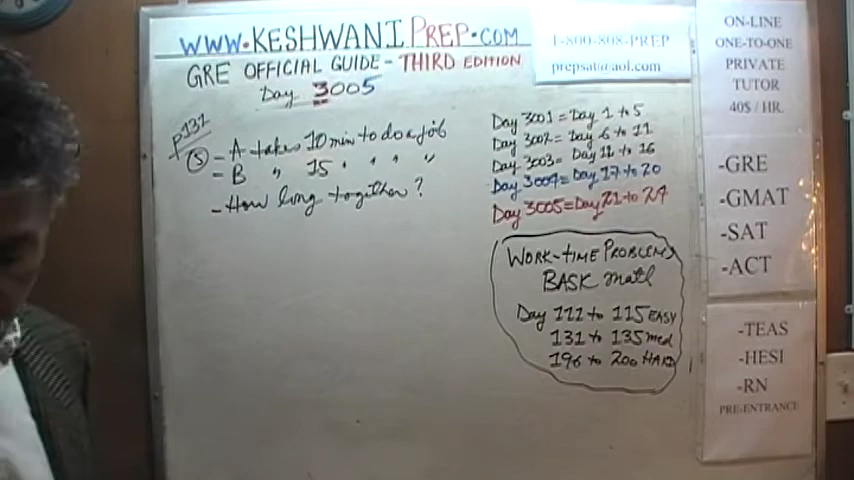 WWW.KESHWANIPREP.COM
GRE OFFICIAL GUIDE - THIRD EDITION
Day 3005
P131
(5) - A takes 10 min to do a job
- B " 15 " " " "
- How long together?
Day 3001 = Day 1 to 5
Day 3002 = Day 6 to 11
Day 3003 = Day 12 to 16
Day 3004 = Day 17 to 20
Day 3005 = Day 21 to 24
WORK-TIME PROBLEMS
BASIC math
Day 111 to 115 EASY
131 to 135 med
196 to 200 HARD
1-800-808-PREP
prepsat@aol.com
ON-LINE
ONE-TO-ONE
PRIVATE
TUTOR
40$ / HR.
-GRE
-GMAT
-SAT
-ACT
-TEAS
-HESI
-RN
PRE-ENTRANCE